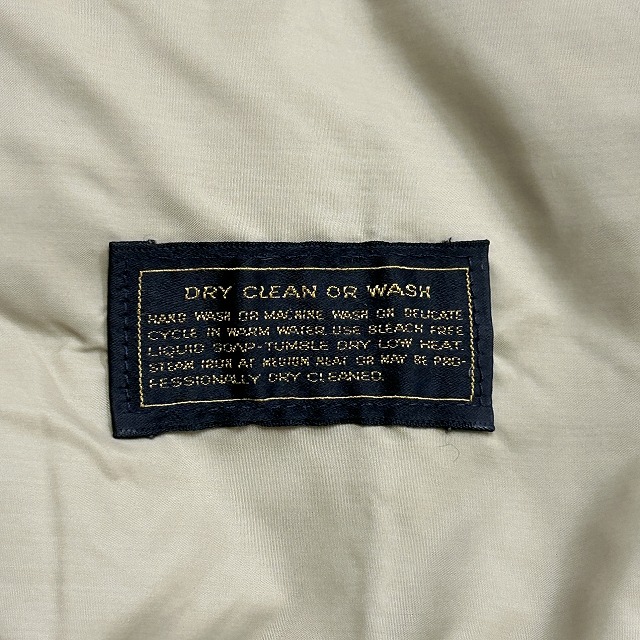 DRY CLEAN OR WASH
HAND WASH OR MACHINE WASH ON DELICATE
CYCLE IN WARM WATER. USE BLEACH FREE
LIQUID SOAP-TUMBLE DRY LOW HEAT
STEAM IRON AT MEDIUM HEAT OR MAY BE PRO-
FESSIONALLY DRY CLEANED.